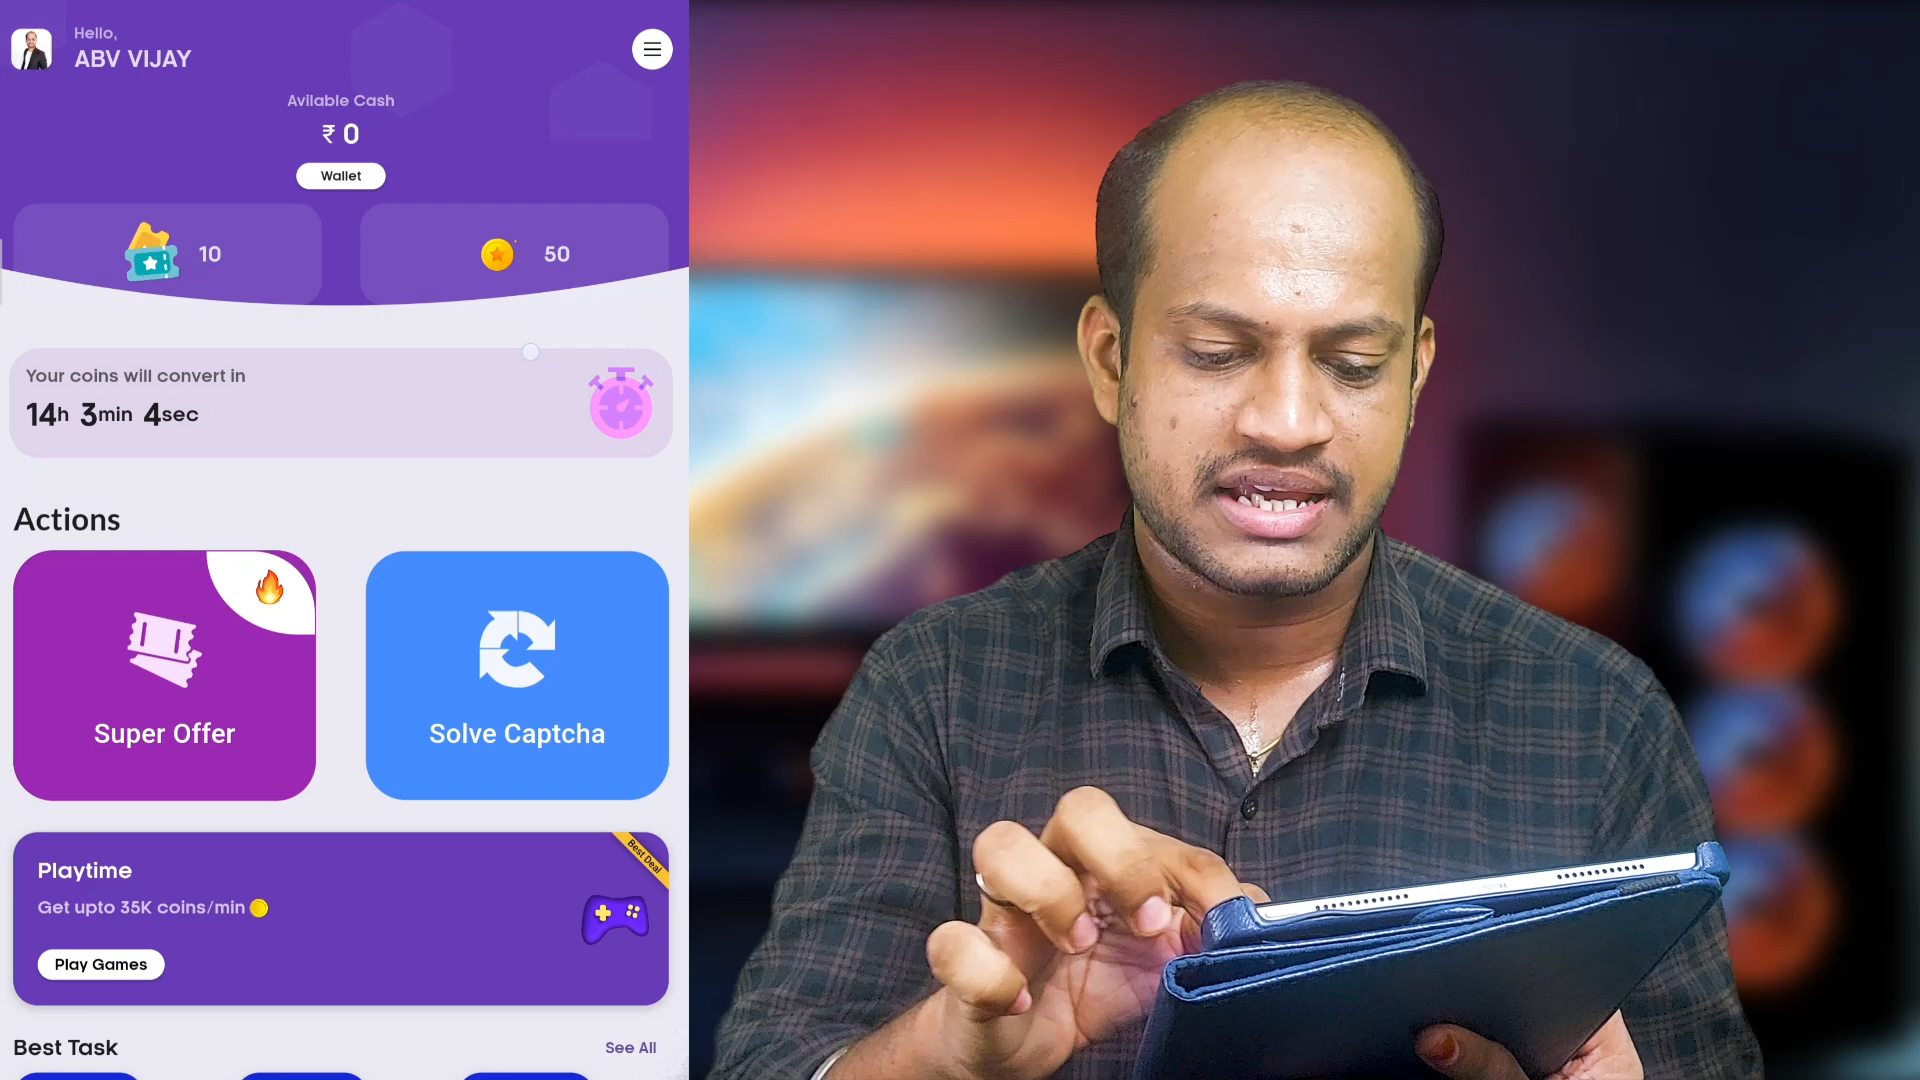 Hello,
ABV VIJAY
Avilable Cash
₹ 0
Wallet
10
50
Your coins will convert in
14h 3min 4sec
Actions
Super Offer
Solve Captcha
Best Deal
Playtime
Get upto 35K coins/min
Play Games
Best Task
See All